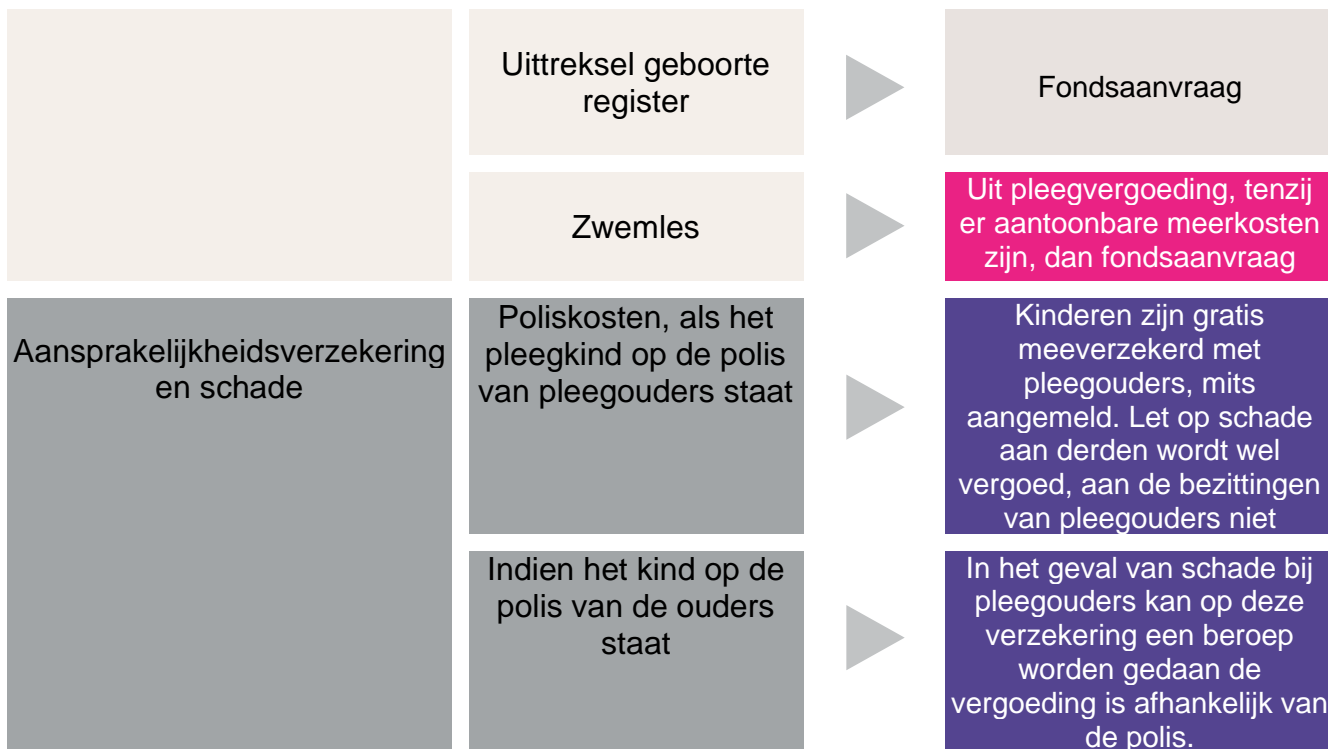 Uittreksel geboorte
register
Fondsaanvraag
Zwemles
Uit pleegvergoeding, tenzij
er aantoonbare meerkosten
zijn, dan fondsaanvraag
Aansprakelijkheidsverzekering
en schade
Poliskosten, als het
pleegkind op de polis
van pleegouders staat
Kinderen zijn gratis
meeverzekerd met
pleegouders, mits
aangemeld. Let op schade
aan derden wordt wel
vergoed, aan de bezittingen
van pleegouders niet
Indien het kind op de
polis van de ouders
staat
In het geval van schade bij
pleegouders kan op deze
verzekering een beroep
worden gedaan de
vergoeding is afhankelijk van
de polis.